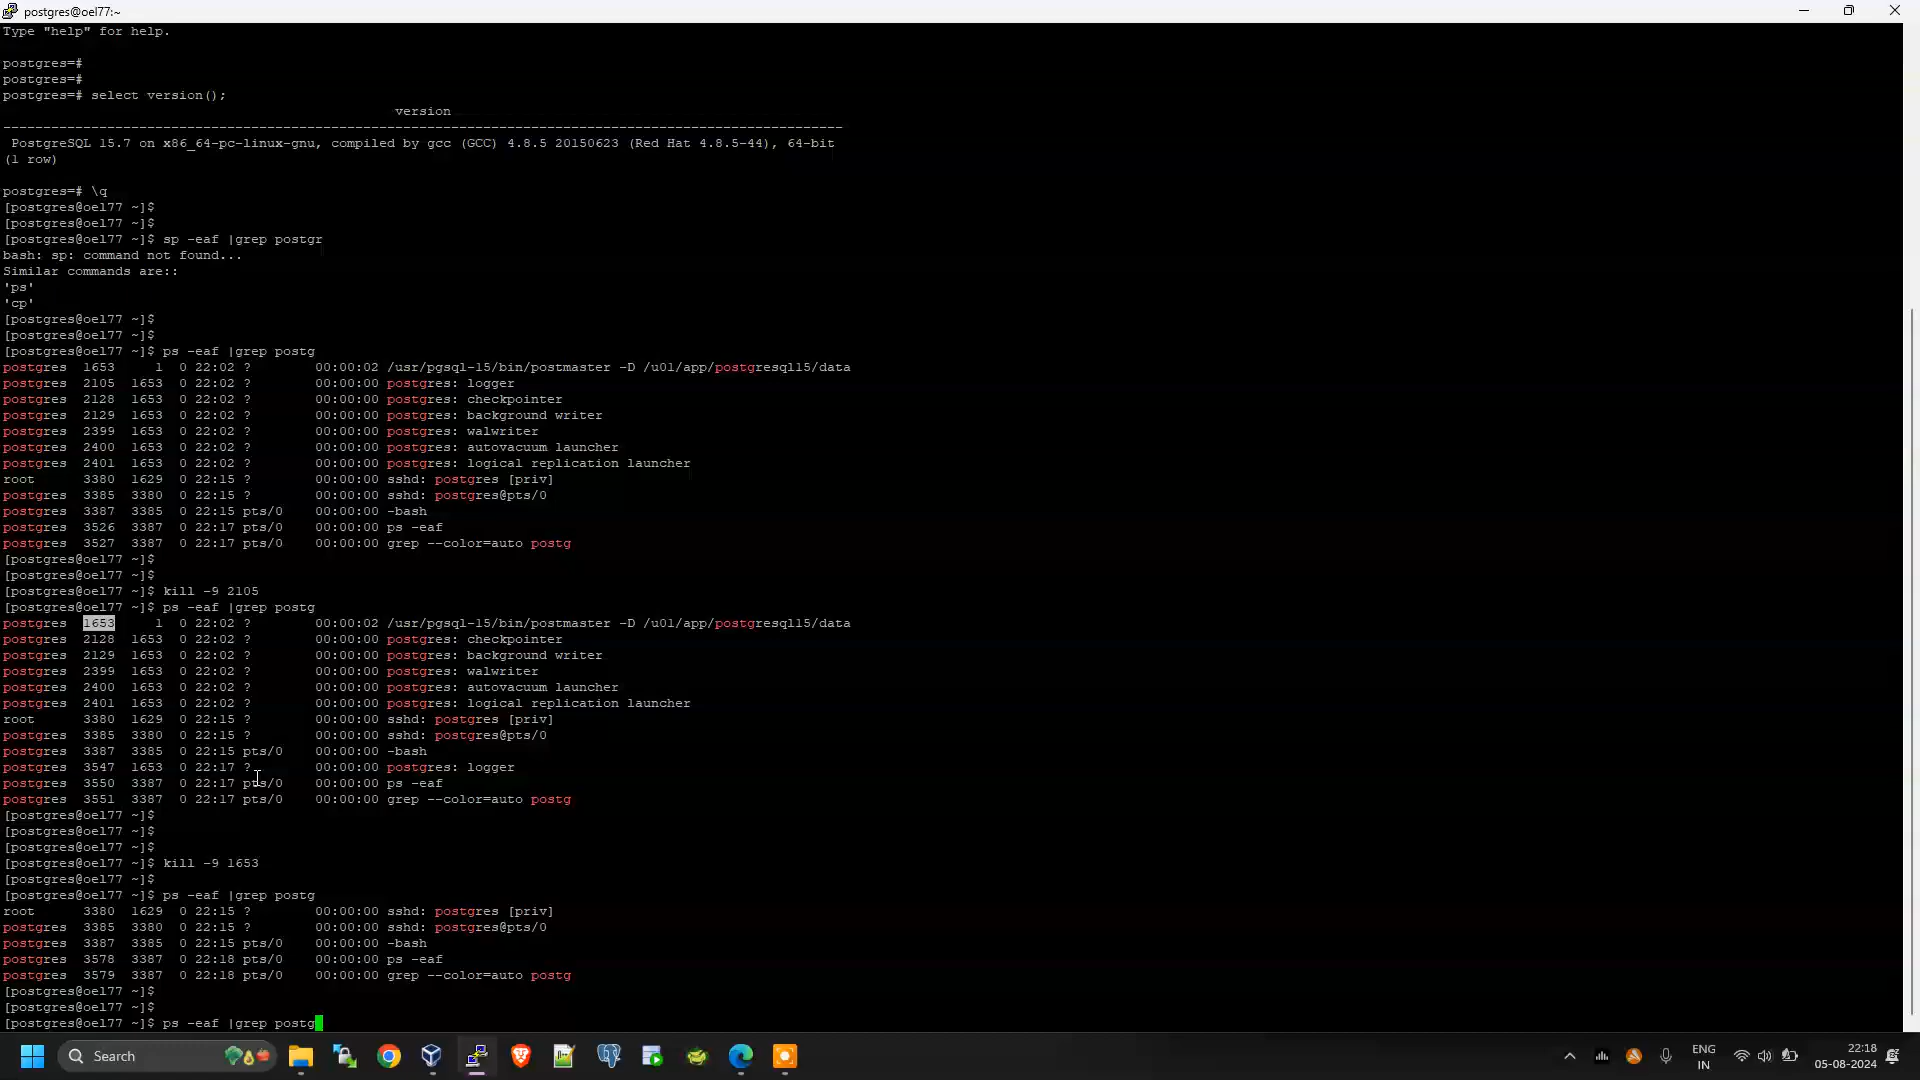 postgres@oel77:~
Type "help" for help.
postgres=#
postgres=#
postgres=# select version();
version
---------------------------------------------------------------------------------------------------------
PostgreSQL 15.7 on x86_64-pc-linux-gnu, compiled by gcc (GCC) 4.8.5 20150623 (Red Hat 4.8.5-44), 64-bit
(1 row)
postgres=# \q
[postgres@oel77 ~]$
[postgres@oel77 ~]$
[postgres@oel77 ~]$ sp -eaf |grep postgr
bash: sp: command not found...
Similar commands are::
'ps'
'cp'
[postgres@oel77 ~]$
[postgres@oel77 ~]$
[postgres@oel77 ~]$ ps -eaf |grep postg
postgres 1653 1 0 22:02 ? 00:00:02 /usr/pgsql-15/bin/postmaster -D /u01/app/postgresql15/data
postgres 2105 1653 0 22:02 ? 00:00:00 postgres: logger
postgres 2128 1653 0 22:02 ? 00:00:00 postgres: checkpointer
postgres 2129 1653 0 22:02 ? 00:00:00 postgres: background writer
postgres 2399 1653 0 22:02 ? 00:00:00 postgres: walwriter
postgres 2400 1653 0 22:02 ? 00:00:00 postgres: autovacuum launcher
postgres 2401 1653 0 22:02 ? 00:00:00 postgres: logical replication launcher
root 3380 1629 0 22:15 ? 00:00:00 sshd: postgres [priv]
postgres 3385 3380 0 22:15 ? 00:00:00 sshd: postgres@pts/0
postgres 3387 3385 0 22:15 pts/0 00:00:00 -bash
postgres 3526 3387 0 22:17 pts/0 00:00:00 ps -eaf
postgres 3527 3387 0 22:17 pts/0 00:00:00 grep --color=auto postg
[postgres@oel77 ~]$
[postgres@oel77 ~]$
[postgres@oel77 ~]$ kill -9 2105
[postgres@oel77 ~]$ ps -eaf |grep postg
postgres 1653 1 0 22:02 ? 00:00:02 /usr/pgsql-15/bin/postmaster -D /u01/app/postgresql15/data
postgres 2128 1653 0 22:02 ? 00:00:00 postgres: checkpointer
postgres 2129 1653 0 22:02 ? 00:00:00 postgres: background writer
postgres 2399 1653 0 22:02 ? 00:00:00 postgres: walwriter
postgres 2400 1653 0 22:02 ? 00:00:00 postgres: autovacuum launcher
postgres 2401 1653 0 22:02 ? 00:00:00 postgres: logical replication launcher
root 3380 1629 0 22:15 ? 00:00:00 sshd: postgres [priv]
postgres 3385 3380 0 22:15 ? 00:00:00 sshd: postgres@pts/0
postgres 3387 3385 0 22:15 pts/0 00:00:00 -bash
postgres 3547 1653 0 22:17 ? 00:00:00 postgres: logger
postgres 3550 3387 0 22:17 pts/0 00:00:00 ps -eaf
postgres 3551 3387 0 22:17 pts/0 00:00:00 grep --color=auto postg
[postgres@oel77 ~]$
[postgres@oel77 ~]$
[postgres@oel77 ~]$
[postgres@oel77 ~]$ kill -9 1653
[postgres@oel77 ~]$
[postgres@oel77 ~]$ ps -eaf |grep postg
root 3380 1629 0 22:15 ? 00:00:00 sshd: postgres [priv]
postgres 3385 3380 0 22:15 ? 00:00:00 sshd: postgres@pts/0
postgres 3387 3385 0 22:15 pts/0 00:00:00 -bash
postgres 3578 3387 0 22:18 pts/0 00:00:00 ps -eaf
postgres 3579 3387 0 22:18 pts/0 00:00:00 grep --color=auto postg
[postgres@oel77 ~]$
[postgres@oel77 ~]$
[postgres@oel77 ~]$ ps -eaf |grep postg
Search
ENG
IN
22:18
05-08-2024